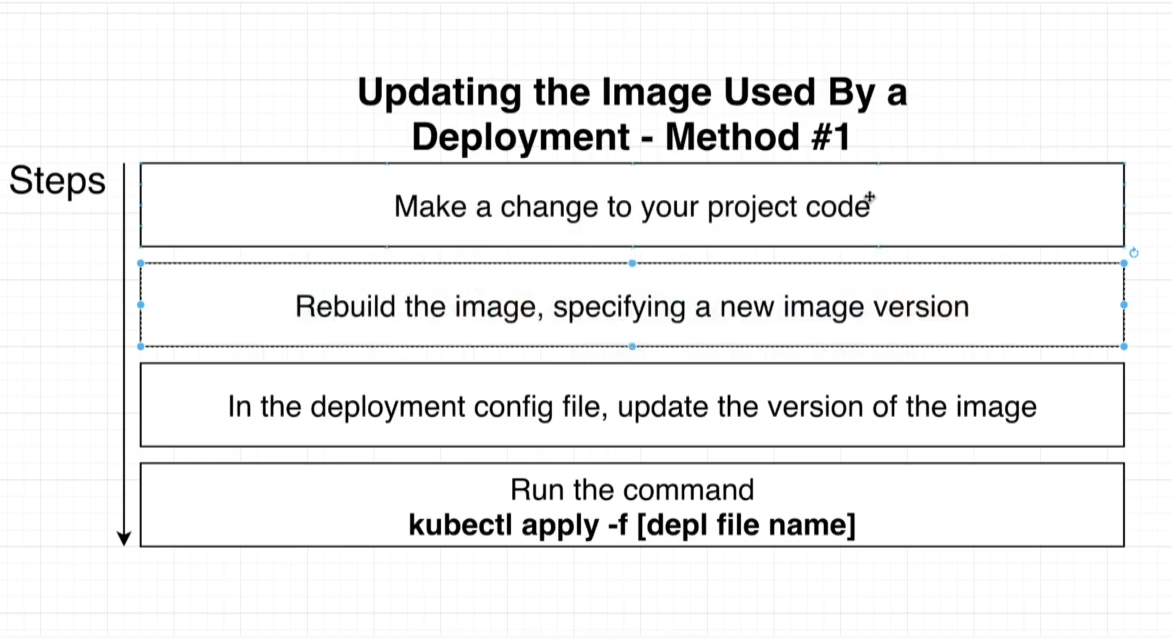 Updating the Image Used By a
Deployment - Method #1
Steps
Make a change to your project code
Rebuild the image, specifying a new image version
In the deployment config file, update the version of the image
Run the command
kubectl apply -f [depl file name]